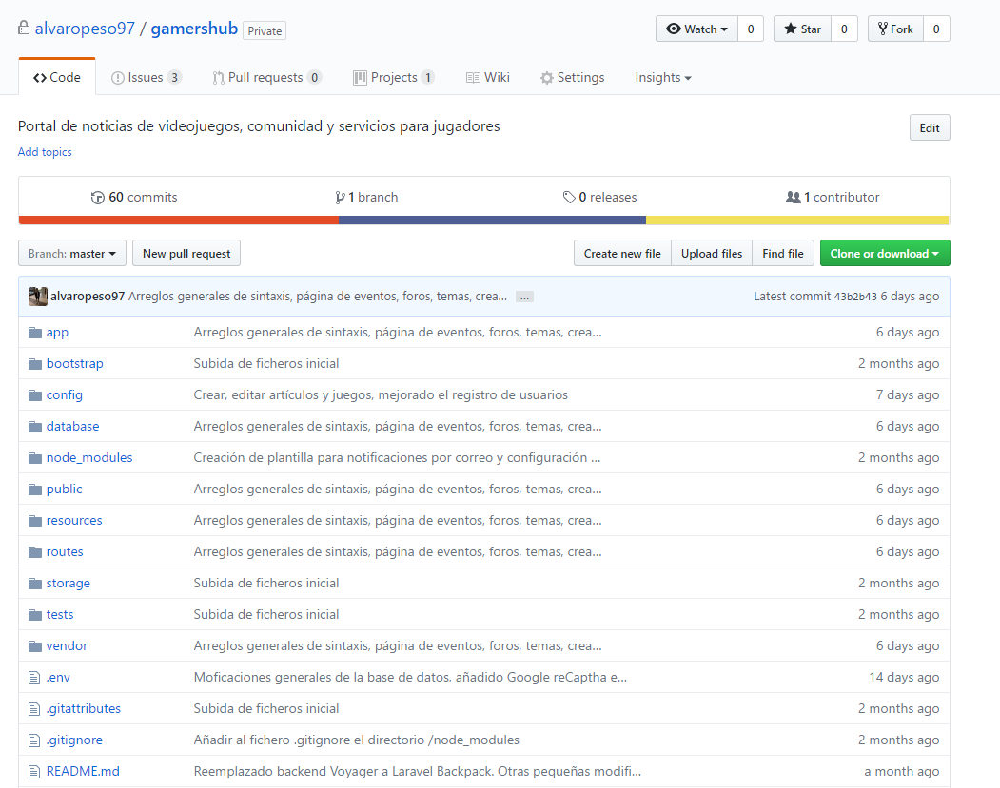 alvaropeso97 / gamershub Private Watch 0 Star 0 Fork 0
Code Issues 3 Pull requests 0 Projects 1 Wiki Settings Insights
Portal de noticias de videojuegos, comunidad y servicios para jugadores Edit
Add topics
60 commits 1 branch 0 releases 1 contributor
Branch: master New pull request Create new file Upload files Find file Clone or download
alvaropeso97 Arreglos generales de sintaxis, página de eventos, foros, temas, crea... ... Latest commit 43b2b43 6 days ago
app Arreglos generales de sintaxis, página de eventos, foros, temas, crea... 6 days ago
bootstrap Subida de ficheros inicial 2 months ago
config Crear, editar artículos y juegos, mejorado el registro de usuarios 7 days ago
database Arreglos generales de sintaxis, página de eventos, foros, temas, crea... 6 days ago
node_modules Creación de plantilla para notificaciones por correo y configuración ... 2 months ago
public Arreglos generales de sintaxis, página de eventos, foros, temas, crea... 6 days ago
resources Arreglos generales de sintaxis, página de eventos, foros, temas, crea... 6 days ago
routes Arreglos generales de sintaxis, página de eventos, foros, temas, crea... 6 days ago
storage Subida de ficheros inicial 2 months ago
tests Subida de ficheros inicial 2 months ago
vendor Arreglos generales de sintaxis, página de eventos, foros, temas, crea... 6 days ago
.env Moficaciones generales de la base de datos, añadido Google reCaptha e... 14 days ago
.gitattributes Subida de ficheros inicial 2 months ago
.gitignore Añadir al fichero .gitignore el directorio /node_modules 2 months ago
README.md Reemplazado backend Voyager a Laravel Backpack. Otras pequeñas modifi... a month ago